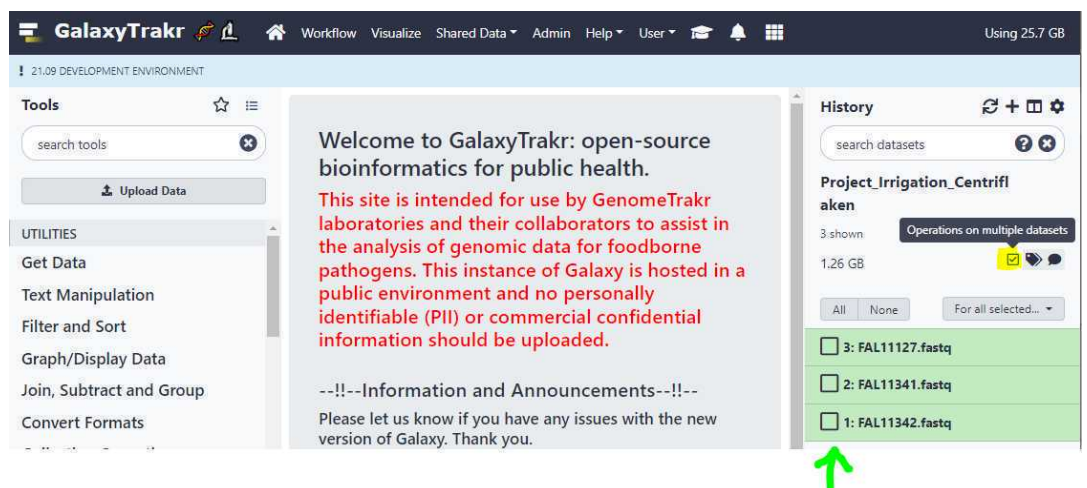 GalaxyTrakr Workflow Visualize Shared Data Admin Help User Using 25.7 GB
! 21.09 DEVELOPMENT ENVIRONMENT
Tools
search tools
Upload Data
UTILITIES
Get Data
Text Manipulation
Filter and Sort
Graph/Display Data
Join, Subtract and Group
Convert Formats
Welcome to GalaxyTrakr: open-source
bioinformatics for public health.
This site is intended for use by GenomeTrakr
laboratories and their collaborators to assist in
the analysis of genomic data for foodborne
pathogens. This instance of Galaxy is hosted in a
public environment and no personally
identifiable (PII) or commercial confidential
information should be uploaded.
--!!--Information and Announcements--!!--
Please let us know if you have any issues with the new
version of Galaxy. Thank you.
History
search datasets
Project_Irrigation_Centrifl
aken
3 shown
Operations on multiple datasets
1.26 GB
All None For all selected...
3: FAL11127.fastq
2: FAL11341.fastq
1: FAL11342.fastq